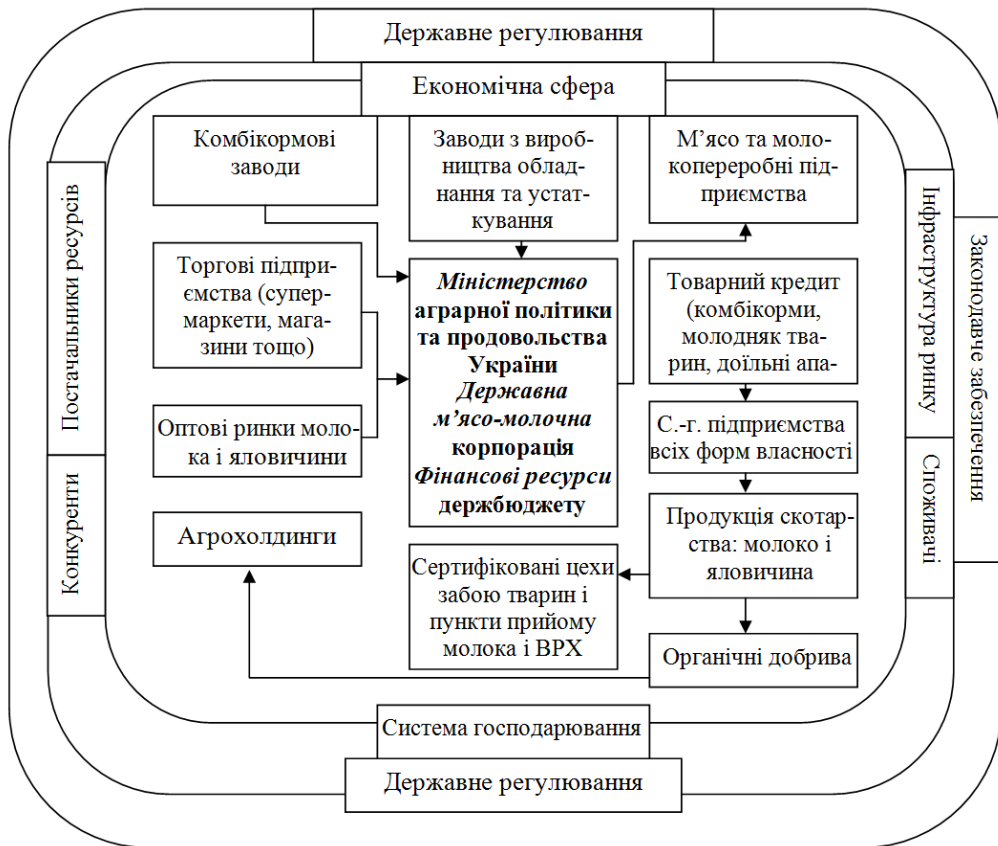 Державне регулювання
Економічна сфера
Комбікормові
заводи
Заводи з вироб-
ництва облад-
нання та устат-
кування
М’ясо та моло-
копереробні під-
приємства
Постачальники ресурсів
Конкуренти
Торгові підпри-
ємства (супер-
маркети, мага-
зини тощо)
Оптові ринки моло-
ка і яловичини
Агрохолдинги
Міністерство
аграрної політики
та продовольства
України
Державна
м’ясо-молочна
корпорація
Фінансові ресурси
держбюджету
Сертифіковані цехи
забою тварин і
пункти прийому
молока і ВРХ
Товарний кредит
(комбікорми,
молодняк тва-
рин, доїльні апа-
С.-г. підприємства
всіх форм власності
Продукція скотар-
ства: молоко і
яловичина
Органічні добрива
Інфраструктура ринку
Споживачі
Законодавче забезпечення
Система господарювання
Державне регулювання